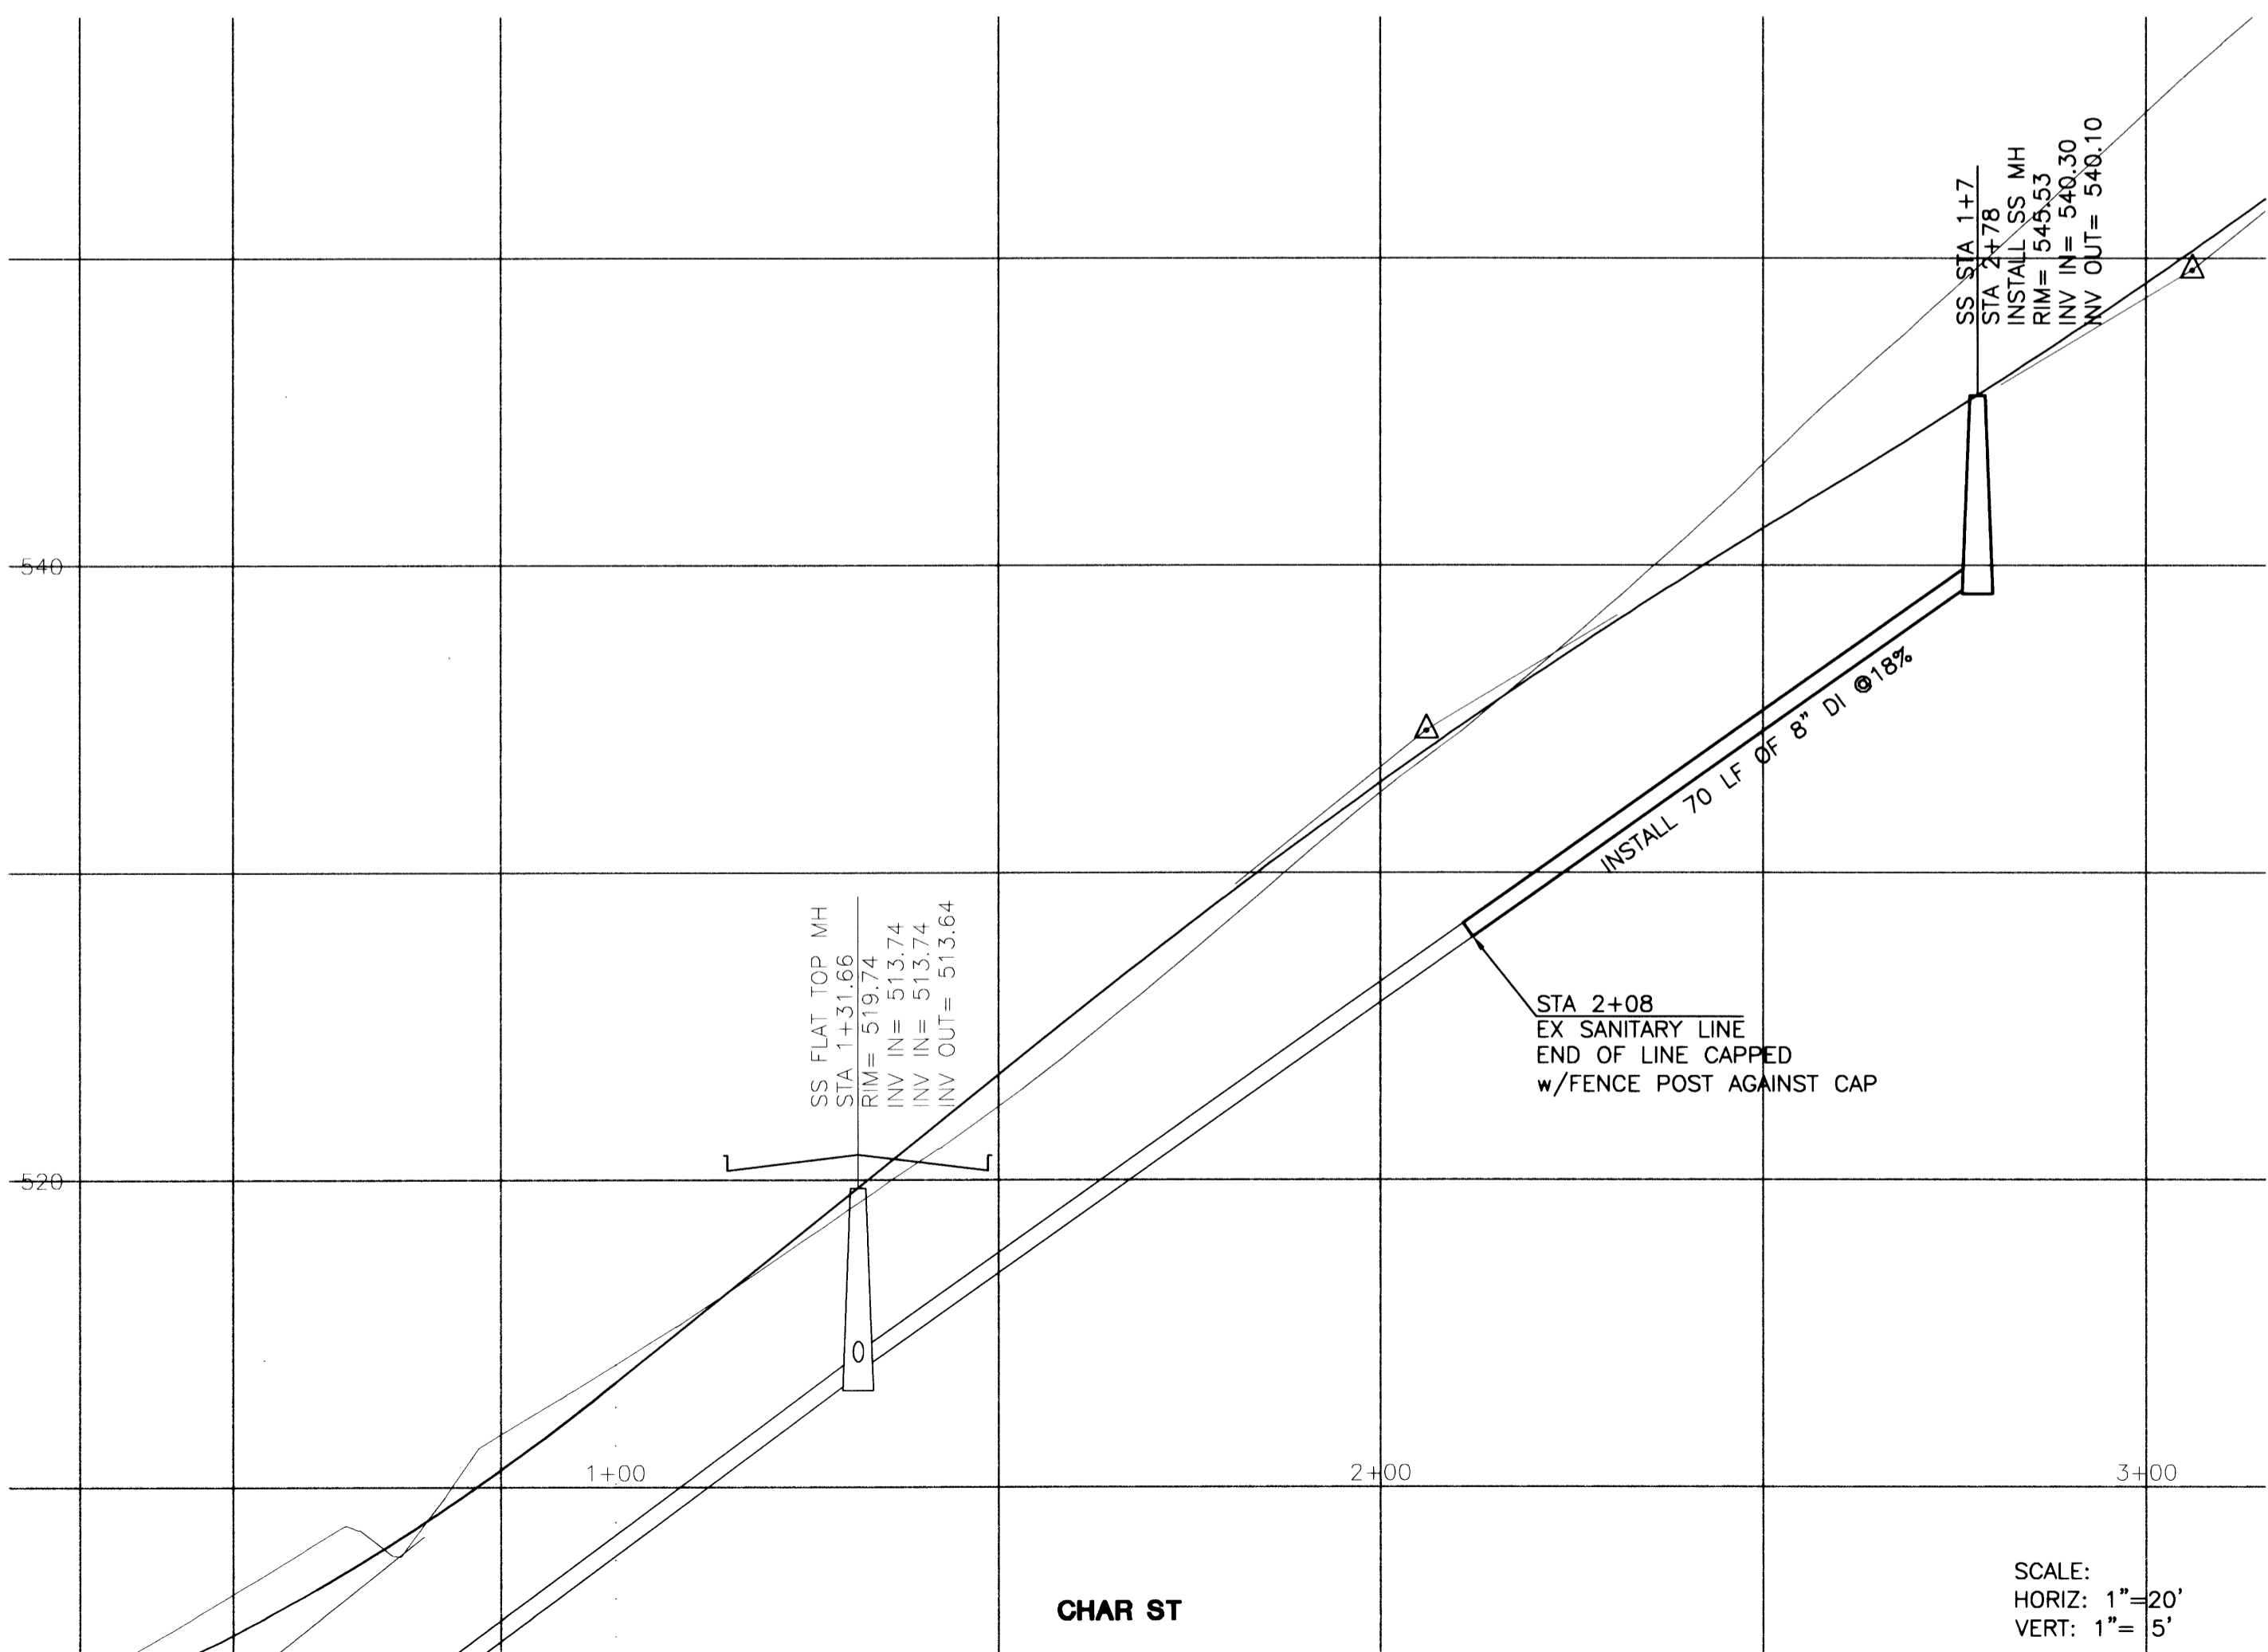 SS STA 1+7
STA 2+78
INSTALL SS MH
RIM= 545.53
INV IN= 540.30
INV OUT= 540.10
540
INSTALL 70 LF OF 8" DI @18%
SS FLAT TOP MH
STA 1+31.66
RIM= 519.74
INV IN= 513.74
INV IN= 513.74
INV OUT= 513.64
STA 2+08
EX SANITARY LINE
END OF LINE CAPPED
w/FENCE POST AGAINST CAP
520
1+00
2+00
3+00
CHAR ST
SCALE:
HORIZ: 1"=20'
VERT: 1"= 5'